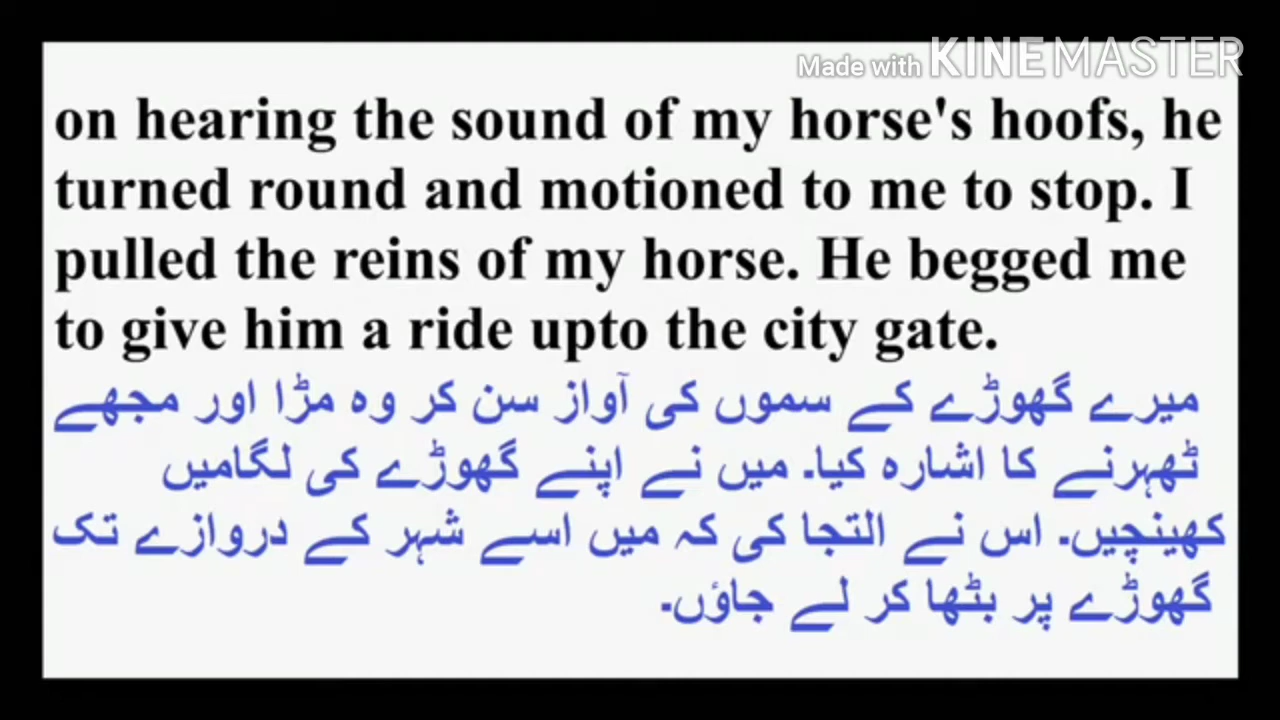 Made with KINEMASTER
on hearing the sound of my horse's hoofs, he
turned round and motioned to me to stop. I
pulled the reins of my horse. He begged me
to give him a ride upto the city gate.
میرے گھوڑے کے سموں کی آواز سن کر وہ مڑا اور مجھے
ٹھہرنے کا اشارہ کیا۔ میں نے اپنے گھوڑے کی لگامیں
کھینچیں۔ اس نے التجا کی کہ میں اسے شہر کے دروازے تک
گھوڑے پر بٹھا کر لے جاؤں۔